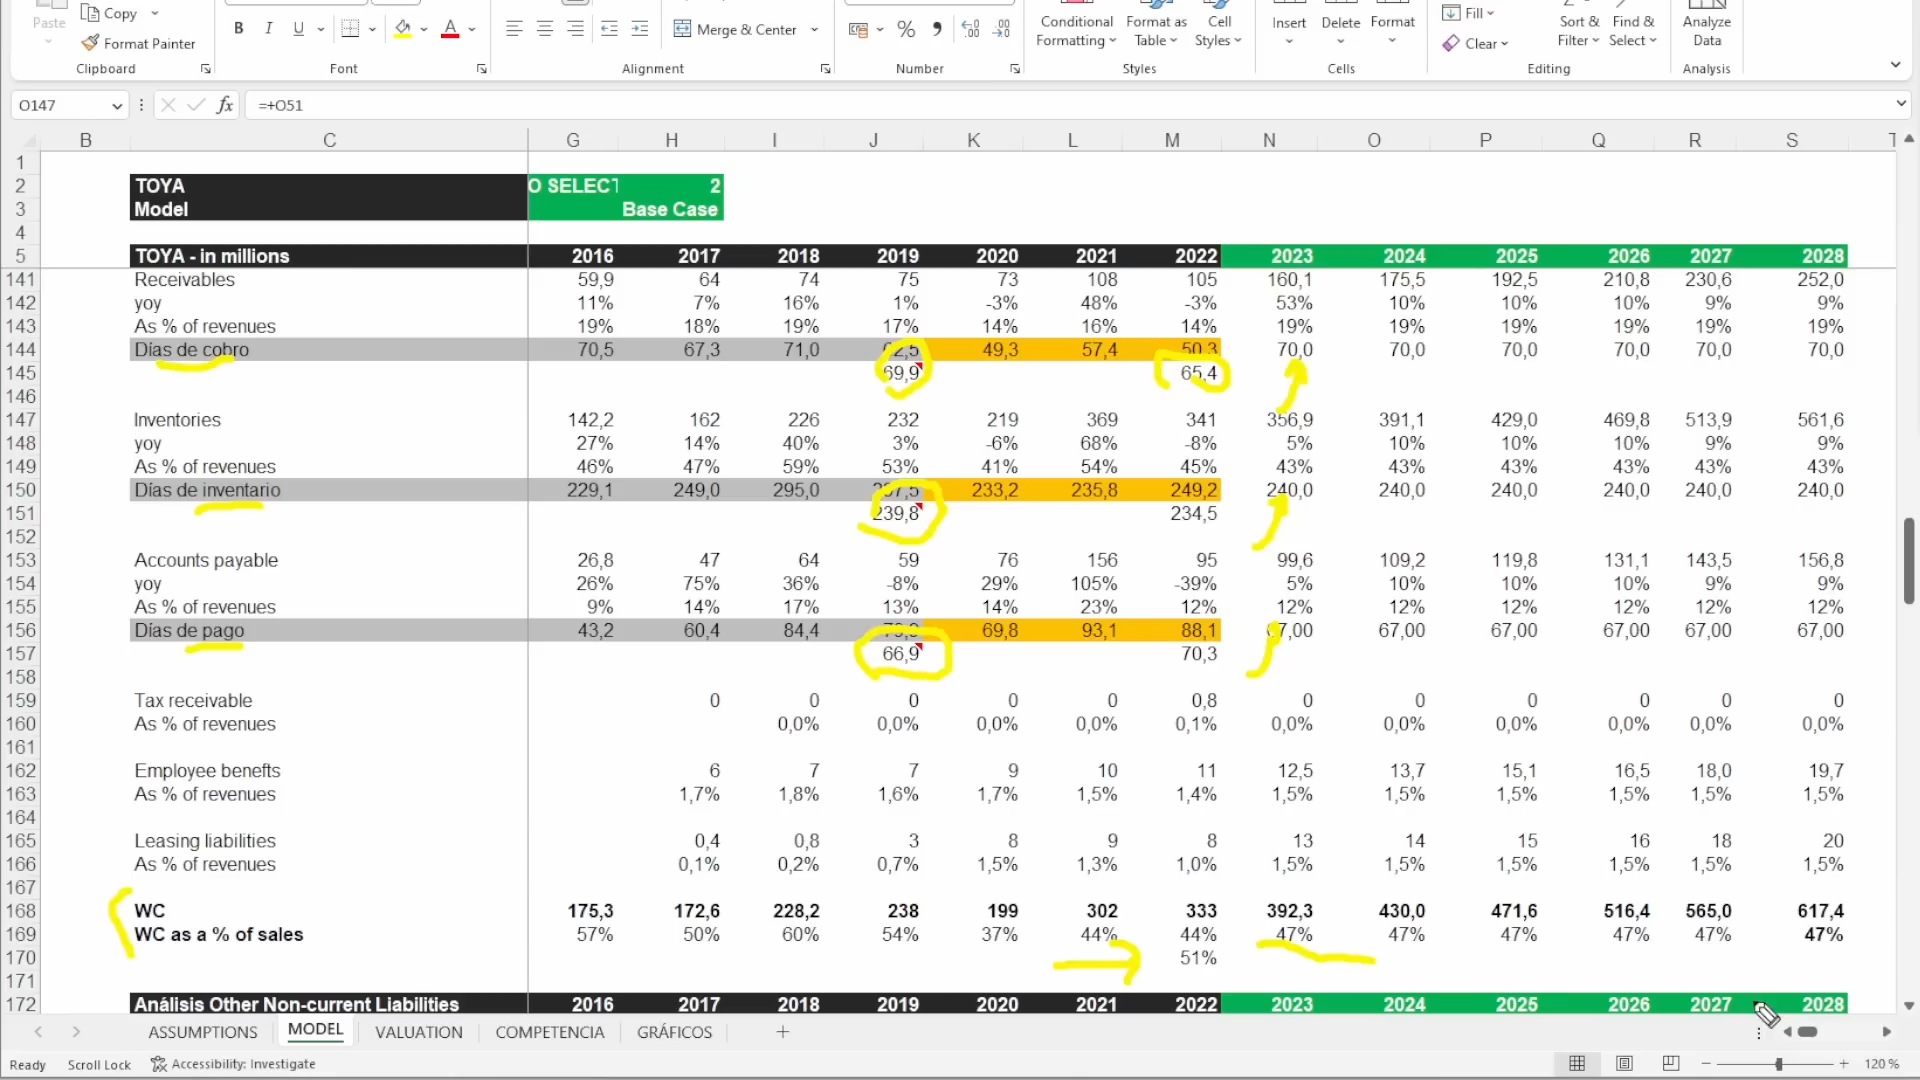 Paste Copy
Format Painter
Clipboard
B I U A
Font
Merge & Center
Alignment
% ,
Number
Conditional Formatting Format as Table Cell Styles
Styles
Insert Delete Format
Cells
Fill
Clear
Sort & Filter Find & Select
Editing
Analyze Data
Analysis
O147 fx =+O51
B C G H I J K L M N O P Q R S
1
2 TOYA O SELECT 2
3 Model Base Case
4
5 TOYA - in millions 2016 2017 2018 2019 2020 2021 2022 2023 2024 2025 2026 2027 2028
141 Receivables 59,9 64 74 75 73 108 105 160,1 175,5 192,5 210,8 230,6 252,0
142 yoy 11% 7% 16% 1% -3% 48% -3% 53% 10% 10% 10% 9% 9%
143 As % of revenues 19% 18% 19% 17% 14% 16% 14% 19% 19% 19% 19% 19% 19%
144 Días de cobro 70,5 67,3 71,0 49,3 57,4 50,3 70,0 70,0 70,0 70,0 70,0 70,0
145 69,9 65,4
146
147 Inventories 142,2 162 226 232 219 369 341 356,9 391,1 429,0 469,8 513,9 561,6
148 yoy 27% 14% 40% 3% -6% 68% -8% 5% 10% 10% 10% 9% 9%
149 As % of revenues 46% 47% 59% 53% 41% 54% 45% 43% 43% 43% 43% 43% 43%
150 Días de inventario 229,1 249,0 295,0 233,2 235,8 249,2 240,0 240,0 240,0 240,0 240,0 240,0
151 239,8 234,5
152
153 Accounts payable 26,8 47 64 59 76 156 95 99,6 109,2 119,8 131,1 143,5 156,8
154 yoy 26% 75% 36% -8% 29% 105% -39% 5% 10% 10% 10% 9% 9%
155 As % of revenues 9% 14% 17% 13% 14% 23% 12% 12% 12% 12% 12% 12% 12%
156 Días de pago 43,2 60,4 84,4 69,8 93,1 88,1 67,00 67,00 67,00 67,00 67,00 67,00
157 66,9 70,3
158
159 Tax receivable 0 0 0 0 0 0,8 0 0 0 0 0 0
160 As % of revenues 0,0% 0,0% 0,0% 0,0% 0,1% 0,0% 0,0% 0,0% 0,0% 0,0% 0,0%
161
162 Employee benefts 6 7 7 9 10 11 12,5 13,7 15,1 16,5 18,0 19,7
163 As % of revenues 1,7% 1,8% 1,6% 1,7% 1,5% 1,4% 1,5% 1,5% 1,5% 1,5% 1,5% 1,5%
164
165 Leasing liabilities 0,4 0,8 3 8 9 8 13 14 15 16 18 20
166 As % of revenues 0,1% 0,2% 0,7% 1,5% 1,3% 1,0% 1,5% 1,5% 1,5% 1,5% 1,5% 1,5%
167
168 WC 175,3 172,6 228,2 238 199 302 333 392,3 430,0 471,6 516,4 565,0 617,4
169 WC as a % of sales 57% 50% 60% 54% 37% 44% 44% 47% 47% 47% 47% 47% 47%
170 51%
171
172 Análisis Other Non-current Liabilities 2016 2017 2018 2019 2020 2021 2022 2023 2024 2025 2026 2027 2028
ASSUMPTIONS MODEL VALUATION COMPETENCIA GRÁFICOS +
Ready Scroll Lock Accessibility: Investigate 120 %